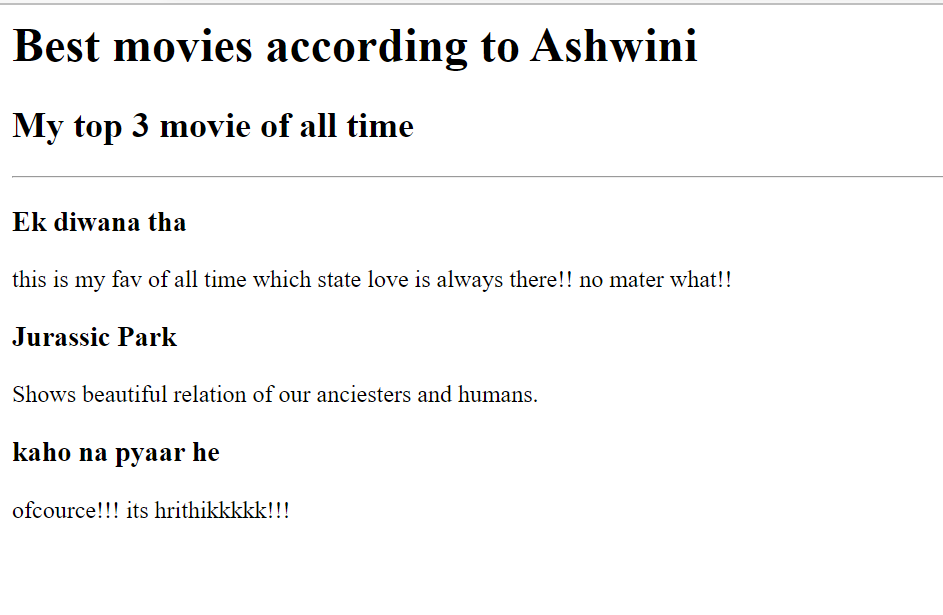 Best movies according to Ashwini
My top 3 movie of all time
Ek diwana tha
this is my fav of all time which state love is always there!! no mater what!!
Jurassic Park
Shows beautiful relation of our anciesters and humans.
kaho na pyaar he
ofcource!!! its hrithikkkkk!!!